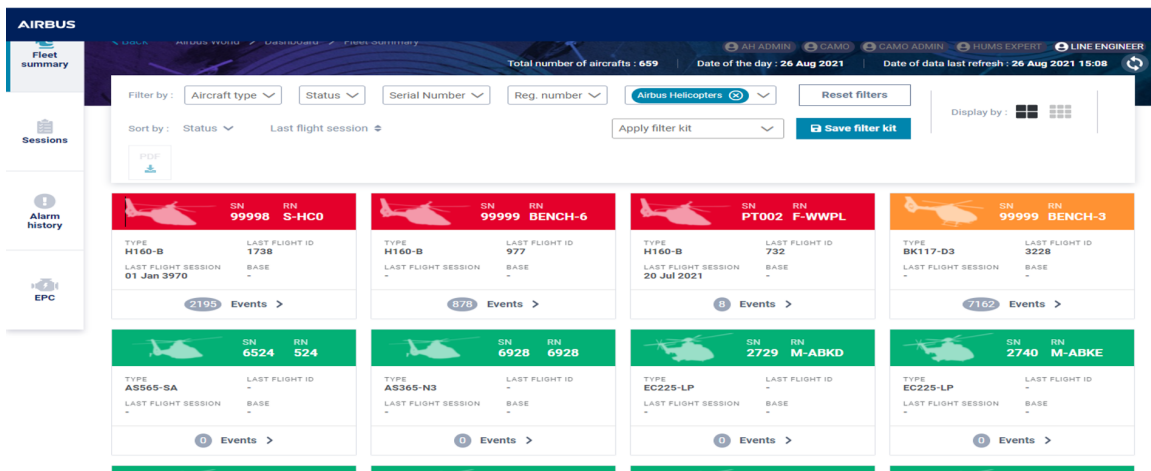 AIRBUS
Fleet summary
Sessions
Alarm history
EPC
< Back Airbus World > Dashboard > Fleet Summary
AH ADMIN CAMO CAMO ADMIN HUMS EXPERT LINE ENGINEER
Total number of aircrafts : 659 | Date of the day : 26 Aug 2021 | Date of data last refresh : 26 Aug 2021 15:08
Filter by : Aircraft type Status Serial Number Reg. number Airbus Helicopters Reset filters
Display by :
Sort by : Status Last flight session Apply filter kit Save filter kit
PDF
SN RN SN RN SN RN SN RN
99998 S-HC0 99999 BENCH-6 PT002 F-WWPL 99999 BENCH-3
TYPE LAST FLIGHT ID TYPE LAST FLIGHT ID TYPE LAST FLIGHT ID TYPE LAST FLIGHT ID
H160-B 1738 H160-B 977 H160-B 732 BK117-D3 3228
LAST FLIGHT SESSION BASE LAST FLIGHT SESSION BASE LAST FLIGHT SESSION BASE LAST FLIGHT SESSION BASE
01 Jan 3970 - - - 20 Jul 2021 - - -
2195 Events > 878 Events > 8 Events > 7162 Events >
SN RN SN RN SN RN SN RN
6524 524 6928 6928 2729 M-ABKD 2740 M-ABKE
TYPE LAST FLIGHT ID TYPE LAST FLIGHT ID TYPE LAST FLIGHT ID TYPE LAST FLIGHT ID
AS565-SA - AS365-N3 - EC225-LP - EC225-LP -
LAST FLIGHT SESSION BASE LAST FLIGHT SESSION BASE LAST FLIGHT SESSION BASE LAST FLIGHT SESSION BASE
- - - - - - - -
0 Events > 0 Events > 0 Events > 0 Events >